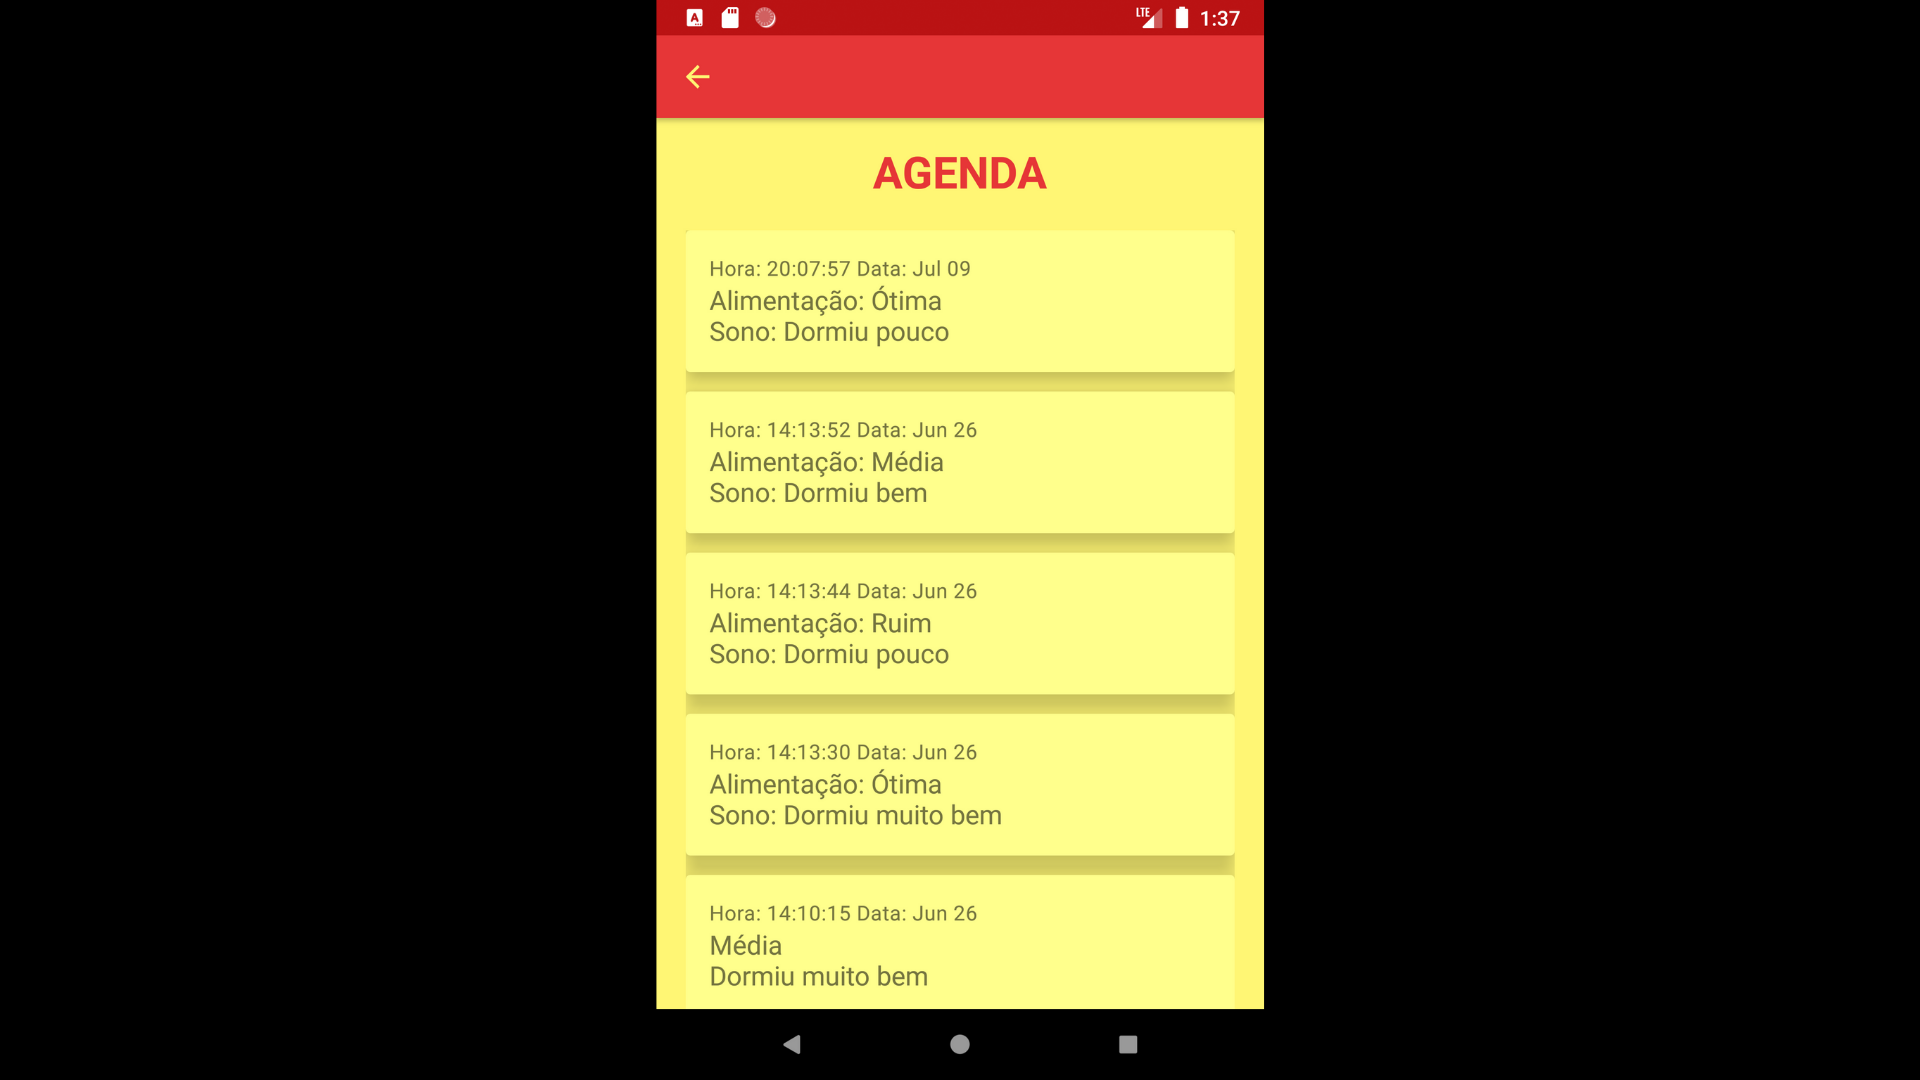 LTE 1:37
AGENDA
Hora: 20:07:57 Data: Jul 09
Alimentação: Ótima
Sono: Dormiu pouco
Hora: 14:13:52 Data: Jun 26
Alimentação: Média
Sono: Dormiu bem
Hora: 14:13:44 Data: Jun 26
Alimentação: Ruim
Sono: Dormiu pouco
Hora: 14:13:30 Data: Jun 26
Alimentação: Ótima
Sono: Dormiu muito bem
Hora: 14:10:15 Data: Jun 26
Média
Dormiu muito bem